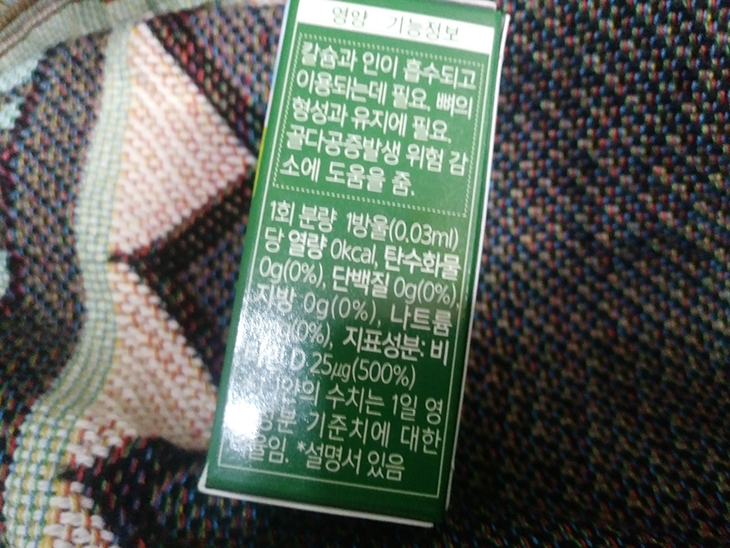 영양 기능정보
칼슘과 인이 흡수되고
이용되는데 필요. 뼈의
형성과 유지에 필요.
골다공증발생 위험 감
소에 도움을 줌.
1회 분량 1방울(0.03ml)
당 열량 0kcal, 탄수화물
0g(0%), 단백질 0g(0%),
지방 0g(0%), 나트륨
(0%), 지표성분: 비
D 25㎍(500%)
수치는 1일 영
기준치에 대한
*설명서 있음